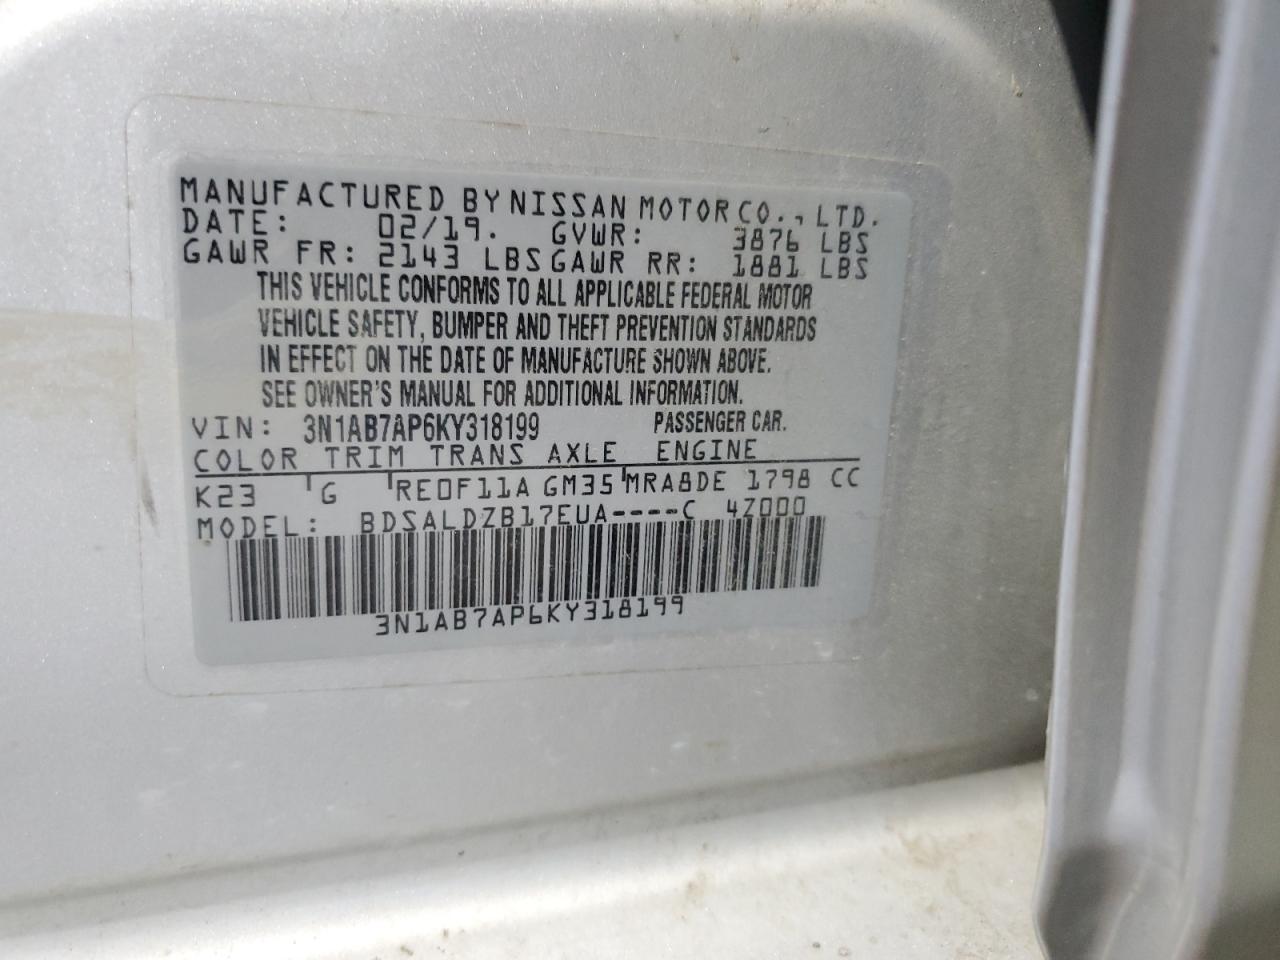 MANUFACTURED BY NISSAN MOTOR CO., LTD.
DATE: 02/19. GVWR: 3876 LBS
GAWR FR: 2143 LBS GAWR RR: 1881 LBS
THIS VEHICLE CONFORMS TO ALL APPLICABLE FEDERAL MOTOR
VEHICLE SAFETY, BUMPER AND THEFT PREVENTION STANDARDS
IN EFFECT ON THE DATE OF MANUFACTURE SHOWN ABOVE.
SEE OWNER'S MANUAL FOR ADDITIONAL INFORMATION.
VIN: 3N1AB7AP6KY318199 PASSENGER CAR.
COLOR TRIM TRANS AXLE ENGINE
K23 G RE0F11A GM35 MRA8DE 1798 CC
MODEL: BDSALDZB17EUA----C 4Z000
3N1AB7AP6KY318199